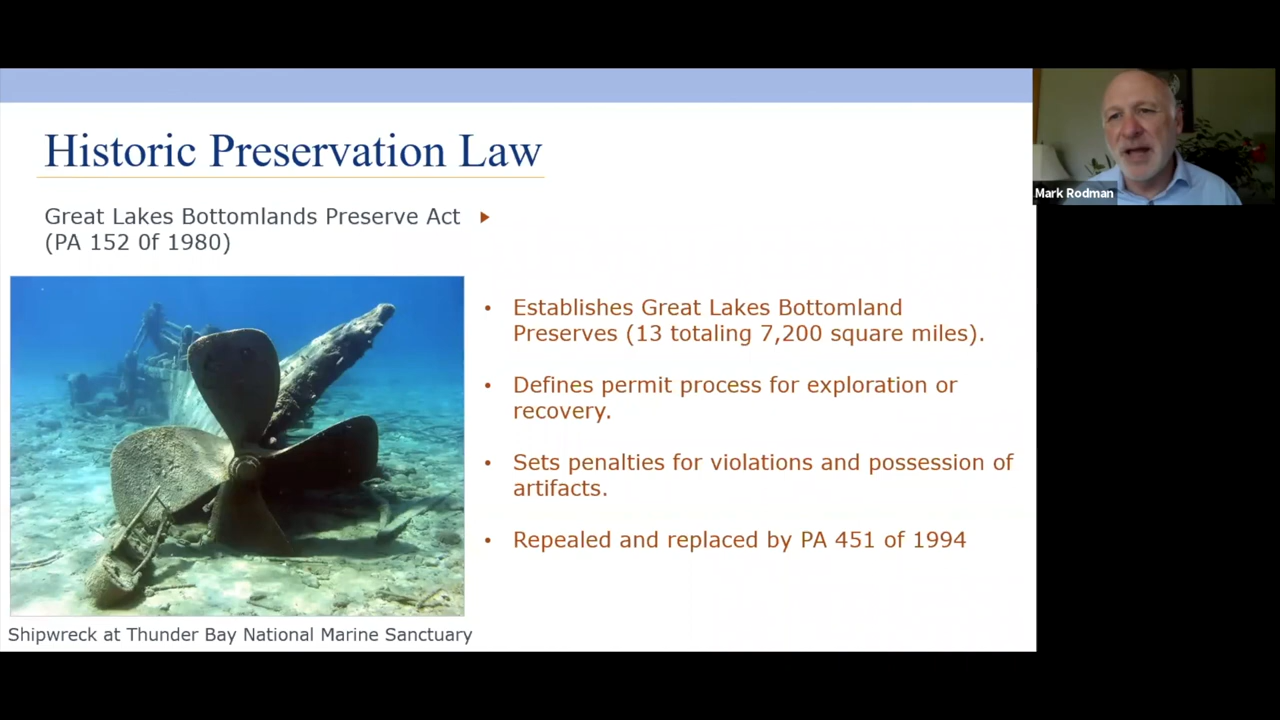 Historic Preservation Law
Great Lakes Bottomlands Preserve Act
(PA 152 0f 1980)
• Establishes Great Lakes Bottomland
Preserves (13 totaling 7,200 square miles).
• Defines permit process for exploration or
recovery.
• Sets penalties for violations and possession of
artifacts.
• Repealed and replaced by PA 451 of 1994
Shipwreck at Thunder Bay National Marine Sanctuary
Mark Rodman